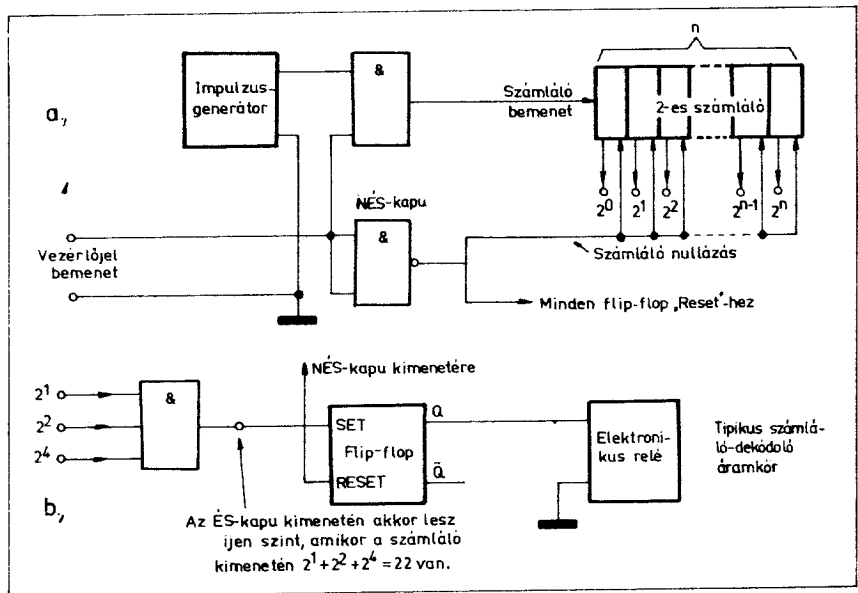 n
&
Impulzus-
generátor
Számláló
bemenet
2-es számláló
a,,
2⁰
2¹
2²
2ⁿ⁻¹
2ⁿ
NÉS-kapu
&
Vezérlőjel
bemenet
Számláló nullázás
Minden flip-flop „Reset"-hez
NÉS-kapu kimenetére
2¹
2²
2⁴
&
SET
Flip-flop
RESET
Q
Q̄
Elektroni-
kus relé
Tipikus számlá-
ló-dekódoló
áramkör
b,,
Az ÉS-kapu kimenetén akkor lesz
ijen szint, amikor a számláló
kimenetén 2¹+2²+2⁴=22 van.